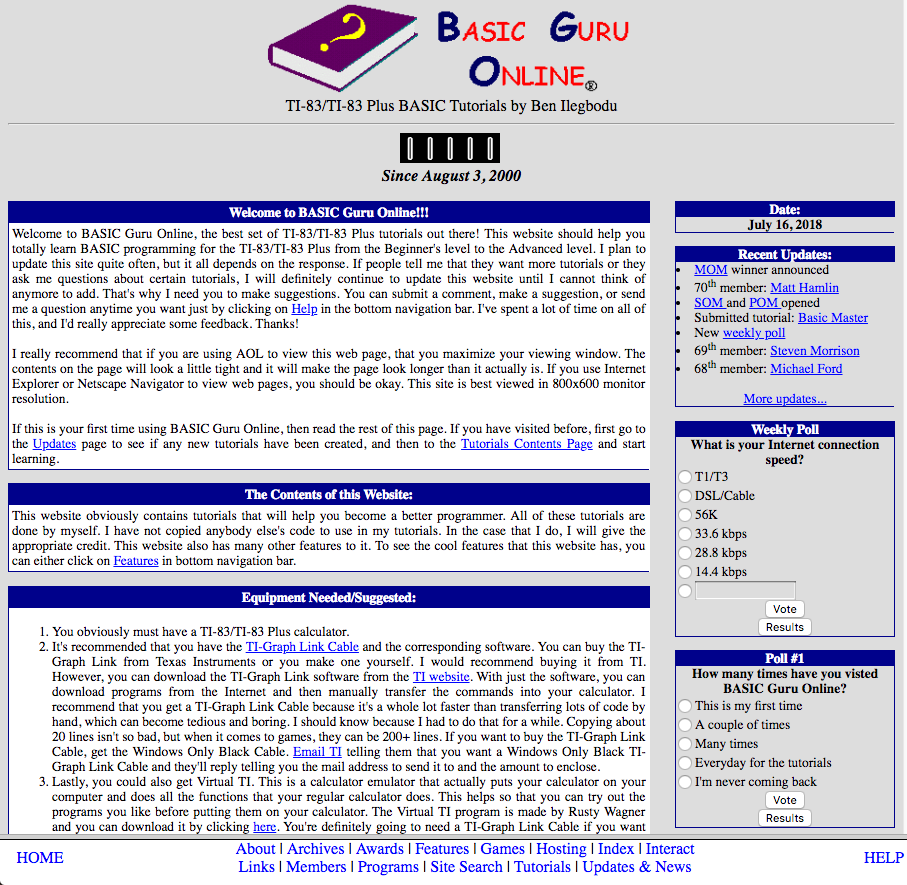 ?
BASIC GURU
ONLINE®
TI-83/TI-83 Plus BASIC Tutorials by Ben Ilegbodu
00000
Since August 3, 2000
Welcome to BASIC Guru Online!!!
Welcome to BASIC Guru Online, the best set of TI-83/TI-83 Plus tutorials out there! This website should help you
totally learn BASIC programming for the TI-83/TI-83 Plus from the Beginner's level to the Advanced level. I plan to
update this site quite often, but it all depends on the response. If people tell me that they want more tutorials or they
ask me questions about certain tutorials, I will definitely continue to update this website until I cannot think of
anymore to add. That's why I need you to make suggestions. You can submit a comment, make a suggestion, or send
me a question anytime you want just by clicking on Help in the bottom navigation bar. I've spent a lot of time on all of
this, and I'd really appreciate some feedback. Thanks!
I really recommend that if you are using AOL to view this web page, that you maximize your viewing window. The
contents on the page will look a little tight and it will make the page look longer than it actually is. If you use Internet
Explorer or Netscape Navigator to view web pages, you should be okay. This site is best viewed in 800x600 monitor
resolution.
If this is your first time using BASIC Guru Online, then read the rest of this page. If you have visited before, first go to
the Updates page to see if any new tutorials have been created, and then to the Tutorials Contents Page and start
learning.
The Contents of this Website:
This website obviously contains tutorials that will help you become a better programmer. All of these tutorials are
done by myself. I have not copied anybody else's code to use in my tutorials. In the case that I do, I will give the
appropriate credit. This website also has many other features to it. To see the cool features that this website has, you
can either click on Features in bottom navigation bar.
Equipment Needed/Suggested:
1. You obviously must have a TI-83/TI-83 Plus calculator.
2. It's recommended that you have the TI-Graph Link Cable and the corresponding software. You can buy the TI-
Graph Link from Texas Instruments or you make one yourself. I would recommend buying it from TI.
However, you can download the TI-Graph Link software from the TI website. With just the software, you can
download programs from the Internet and then manually transfer the commands into your calculator. I
recommend that you get a TI-Graph Link Cable because it's a whole lot faster than transferring lots of code by
hand, which can become tedious and boring. I should know because I had to do that for a while. Copying about
20 lines isn't so bad, but when it comes to games, they can be 200+ lines. If you want to buy the TI-Graph Link
Cable, get the Windows Only Black Cable. Email TI telling them that you want a Windows Only Black TI-
Graph Link Cable and they'll reply telling you the mail address to send it to and the amount to enclose.
3. Lastly, you could also get Virtual TI. This is a calculator emulator that actually puts your calculator on your
computer and does all the functions that your regular calculator does. This helps so that you can try out the
programs you like before putting them on your calculator. The Virtual TI program is made by Rusty Wagner
and you can download it by clicking here. You're definitely going to need a TI-Graph Link Cable if you want
Date:
July 16, 2018
Recent Updates:
• MOM winner announced
• 70th member: Matt Hamlin
• SOM and POM opened
• Submitted tutorial: Basic Master
• New weekly poll
• 69th member: Steven Morrison
• 68th member: Michael Ford
More updates...
Weekly Poll
What is your Internet connection
speed?
T1/T3
DSL/Cable
56K
33.6 kbps
28.8 kbps
14.4 kbps
Vote
Results
Poll #1
How many times have you visted
BASIC Guru Online?
This is my first time
A couple of times
Many times
Everyday for the tutorials
I'm never coming back
Vote
Results
HOME
About | Archives | Awards | Features | Games | Hosting | Index | Interact
Links | Members | Programs | Site Search | Tutorials | Updates & News
HELP